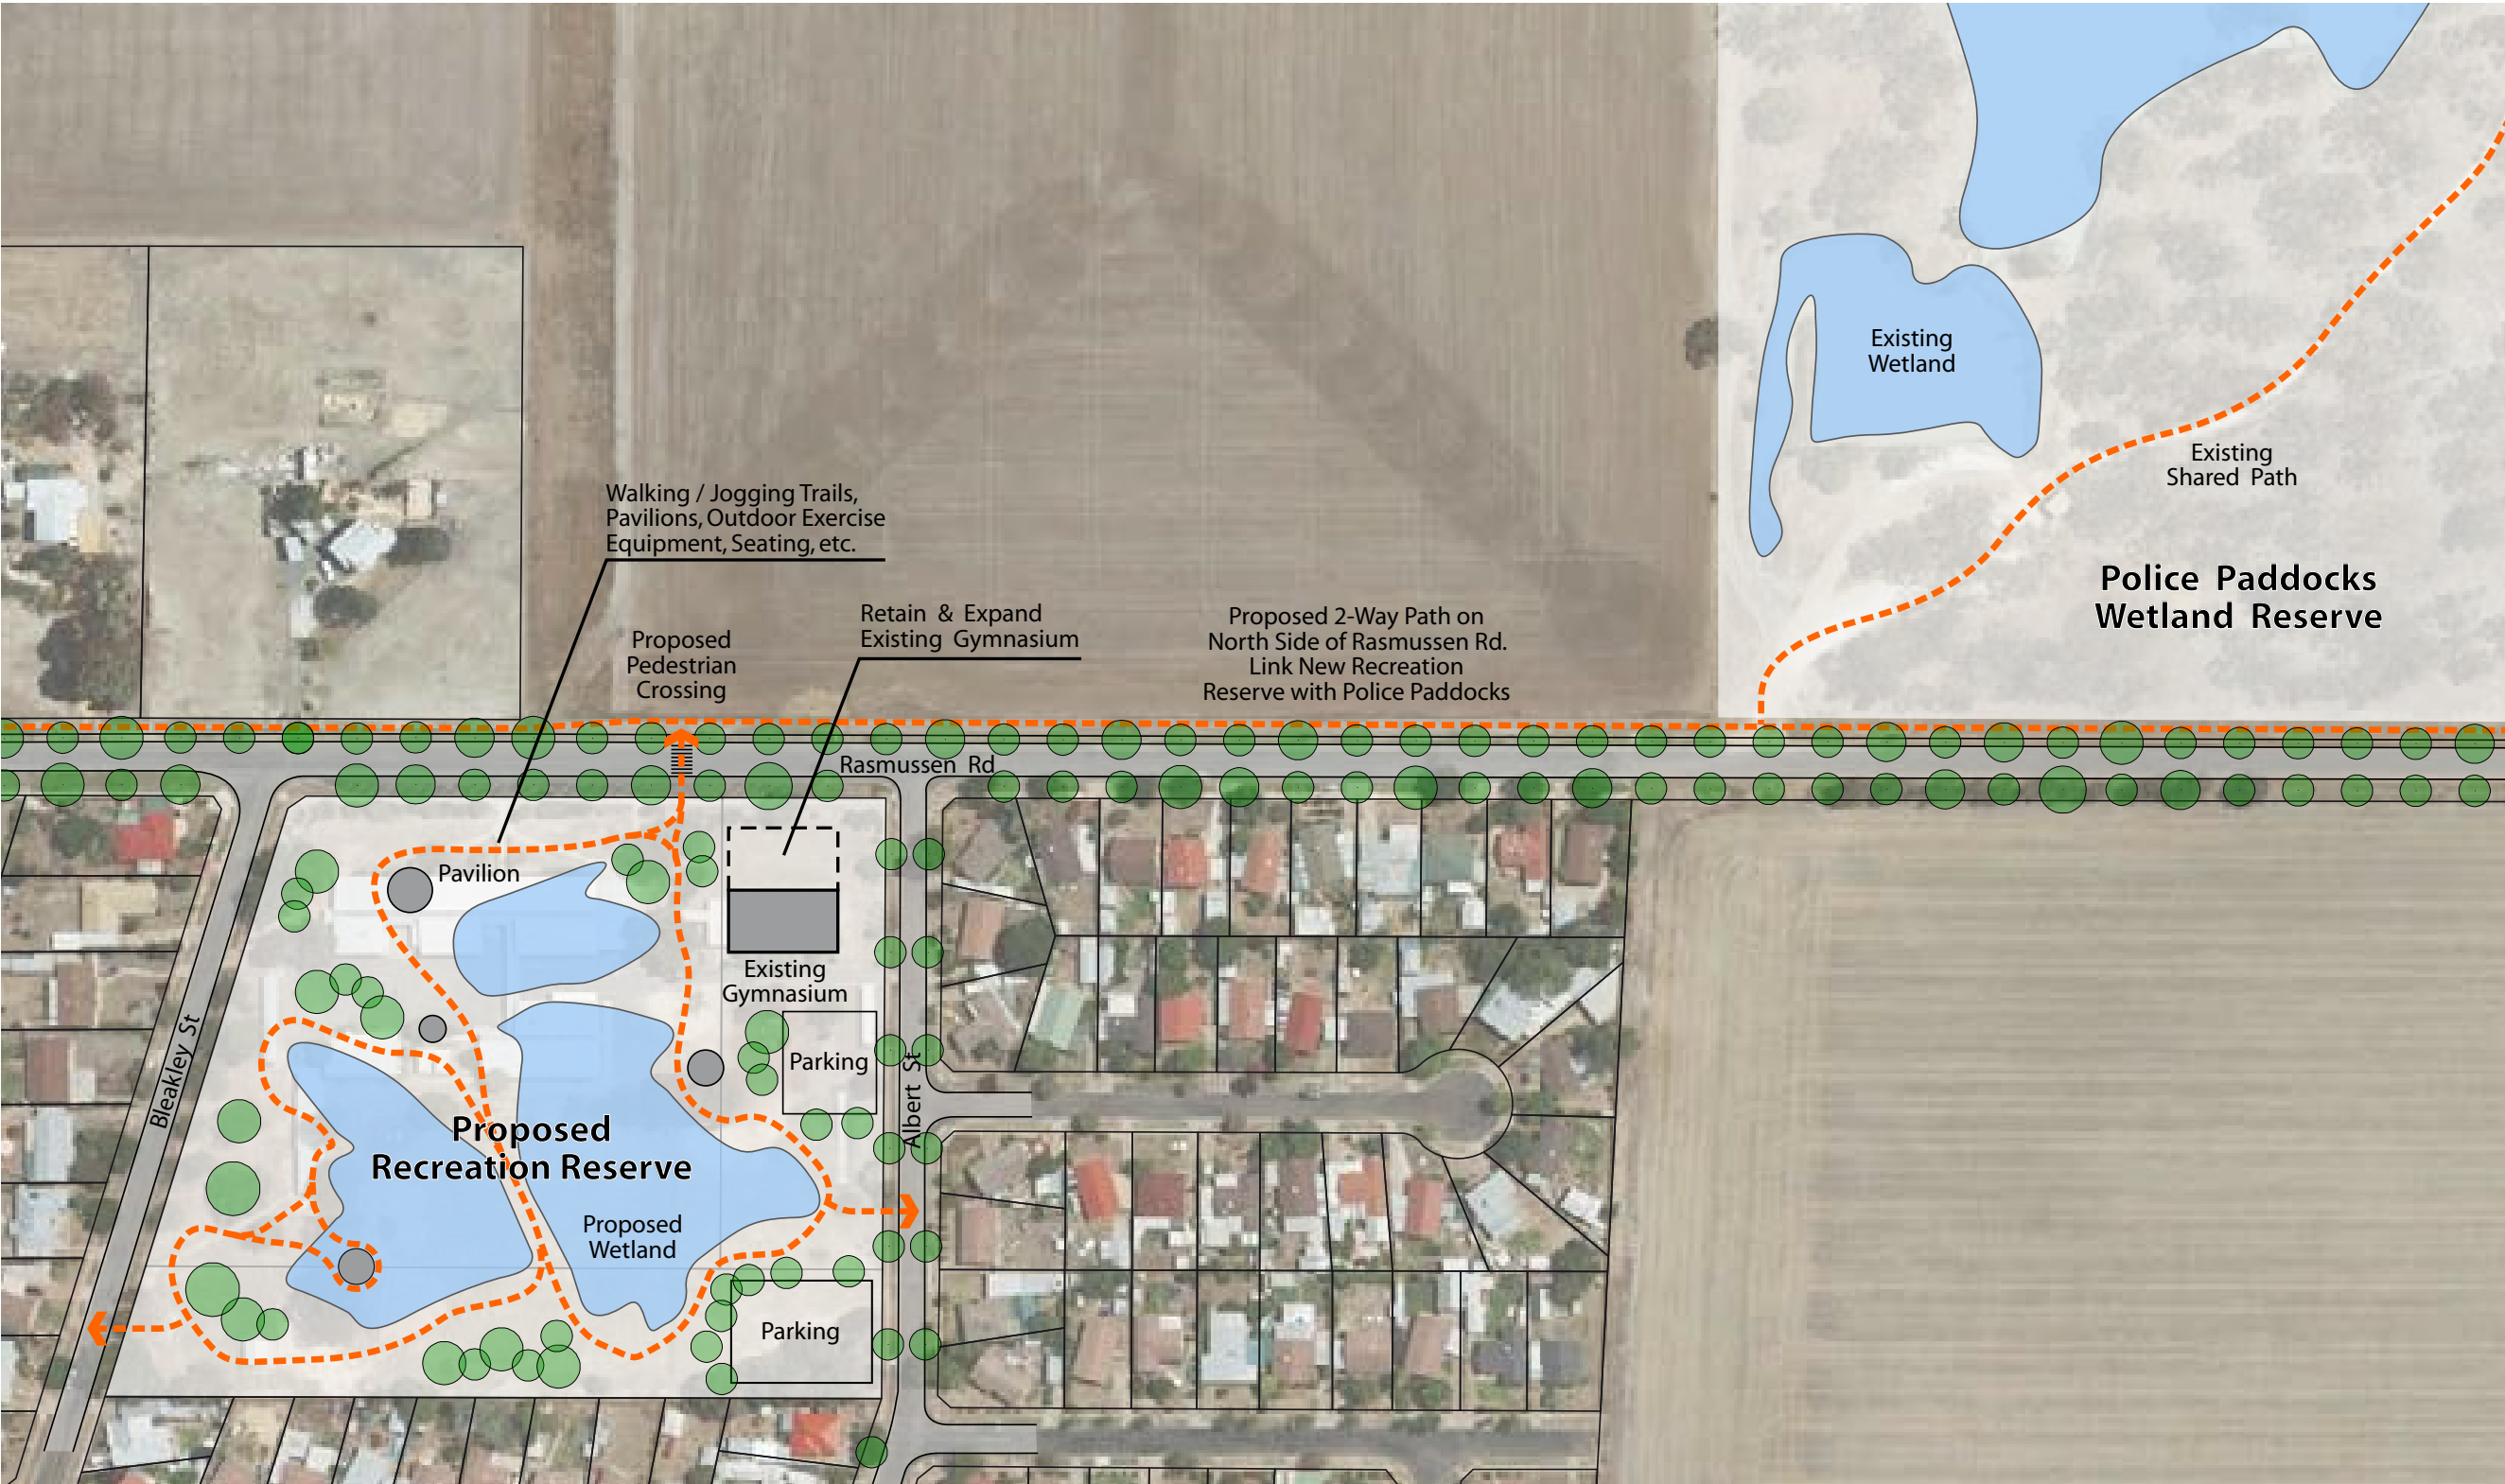 Existing
Wetland
Existing
Shared Path
Police Paddocks
Wetland Reserve
Walking / Jogging Trails,
Pavilions, Outdoor Exercise
Equipment, Seating, etc.
Retain & Expand
Existing Gymnasium
Proposed
Pedestrian
Crossing
Proposed 2-Way Path on
North Side of Rasmussen Rd.
Link New Recreation
Reserve with Police Paddocks
Rasmussen Rd
Pavilion
Existing
Gymnasium
Parking
Bleakley St
Albert St
Proposed
Recreation Reserve
Proposed
Wetland
Parking